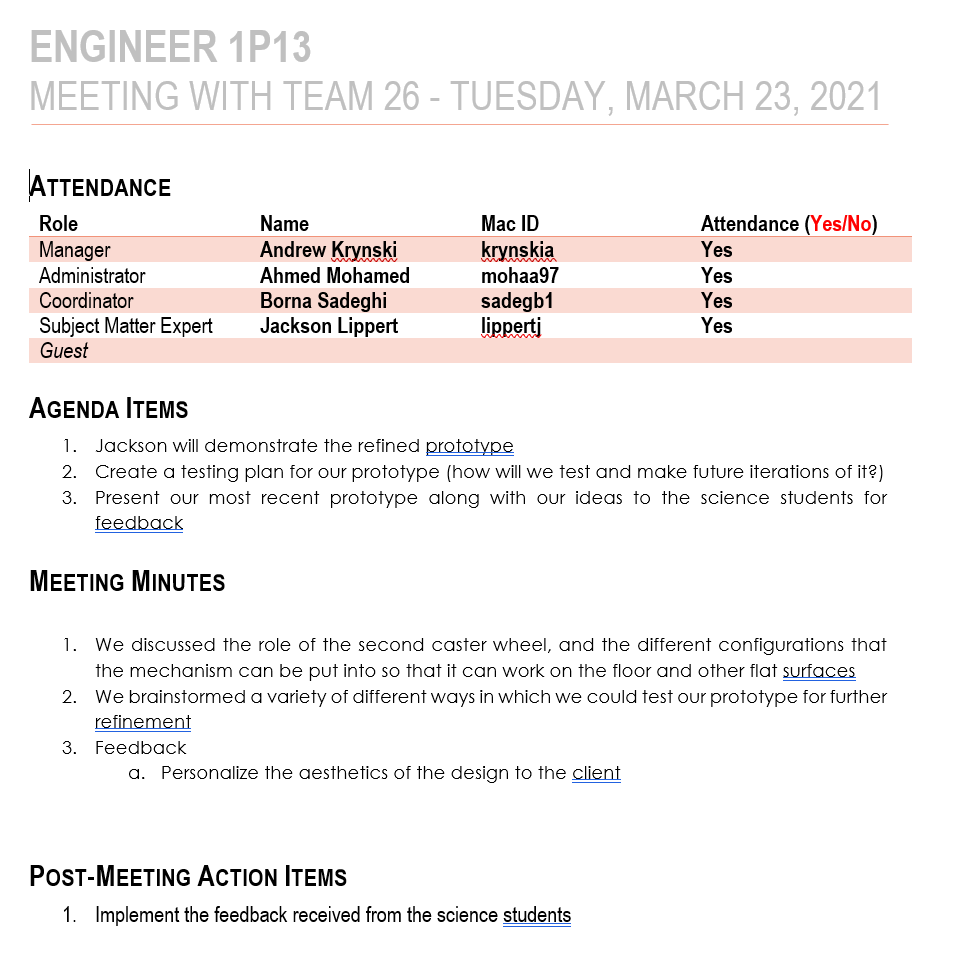 ENGINEER 1P13
MEETING WITH TEAM 26 - TUESDAY, MARCH 23, 2021
ATTENDANCE
Role Name Mac ID Attendance (Yes/No)
Manager Andrew Krynski krynskia Yes
Administrator Ahmed Mohamed mohaa97 Yes
Coordinator Borna Sadeghi sadegb1 Yes
Subject Matter Expert Jackson Lippert lippertj Yes
Guest
AGENDA ITEMS
1. Jackson will demonstrate the refined prototype
2. Create a testing plan for our prototype (how will we test and make future iterations of it?)
3. Present our most recent prototype along with our ideas to the science students for
feedback
MEETING MINUTES
1. We discussed the role of the second caster wheel, and the different configurations that
the mechanism can be put into so that it can work on the floor and other flat surfaces
2. We brainstormed a variety of different ways in which we could test our prototype for further
refinement
3. Feedback
a. Personalize the aesthetics of the design to the client
POST-MEETING ACTION ITEMS
1. Implement the feedback received from the science students